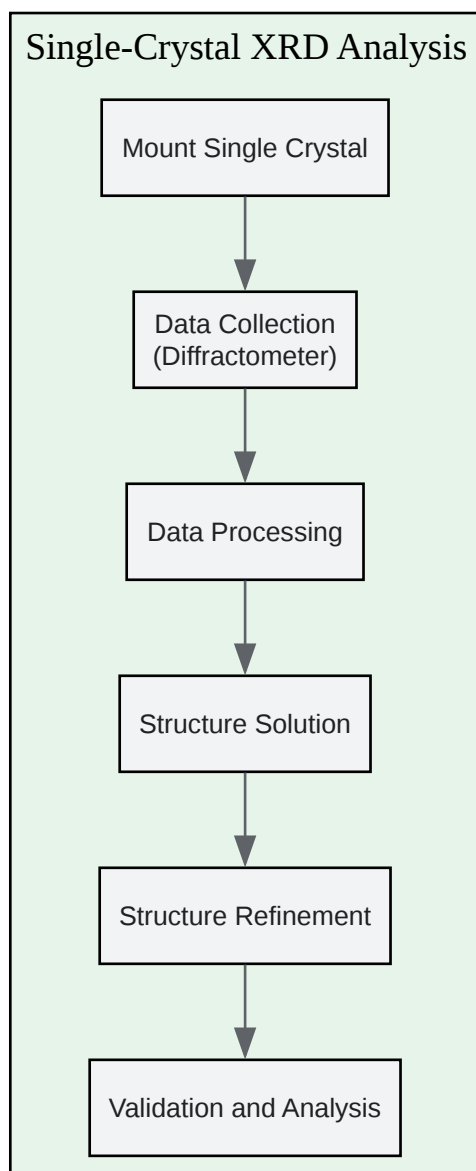 Single-Crystal XRD Analysis
Mount Single Crystal
Data Collection
(Diffractometer)
Data Processing
Structure Solution
Structure Refinement
Validation and Analysis